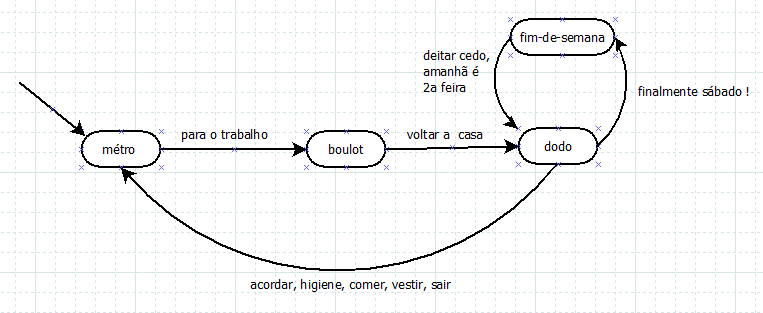 fim-de-semana
deitar cedo,
amanhã é
2a feira
finalmente sábado !
métro
para o trabalho
boulot
voltar a casa
dodo
acordar, higiene, comer, vestir, sair